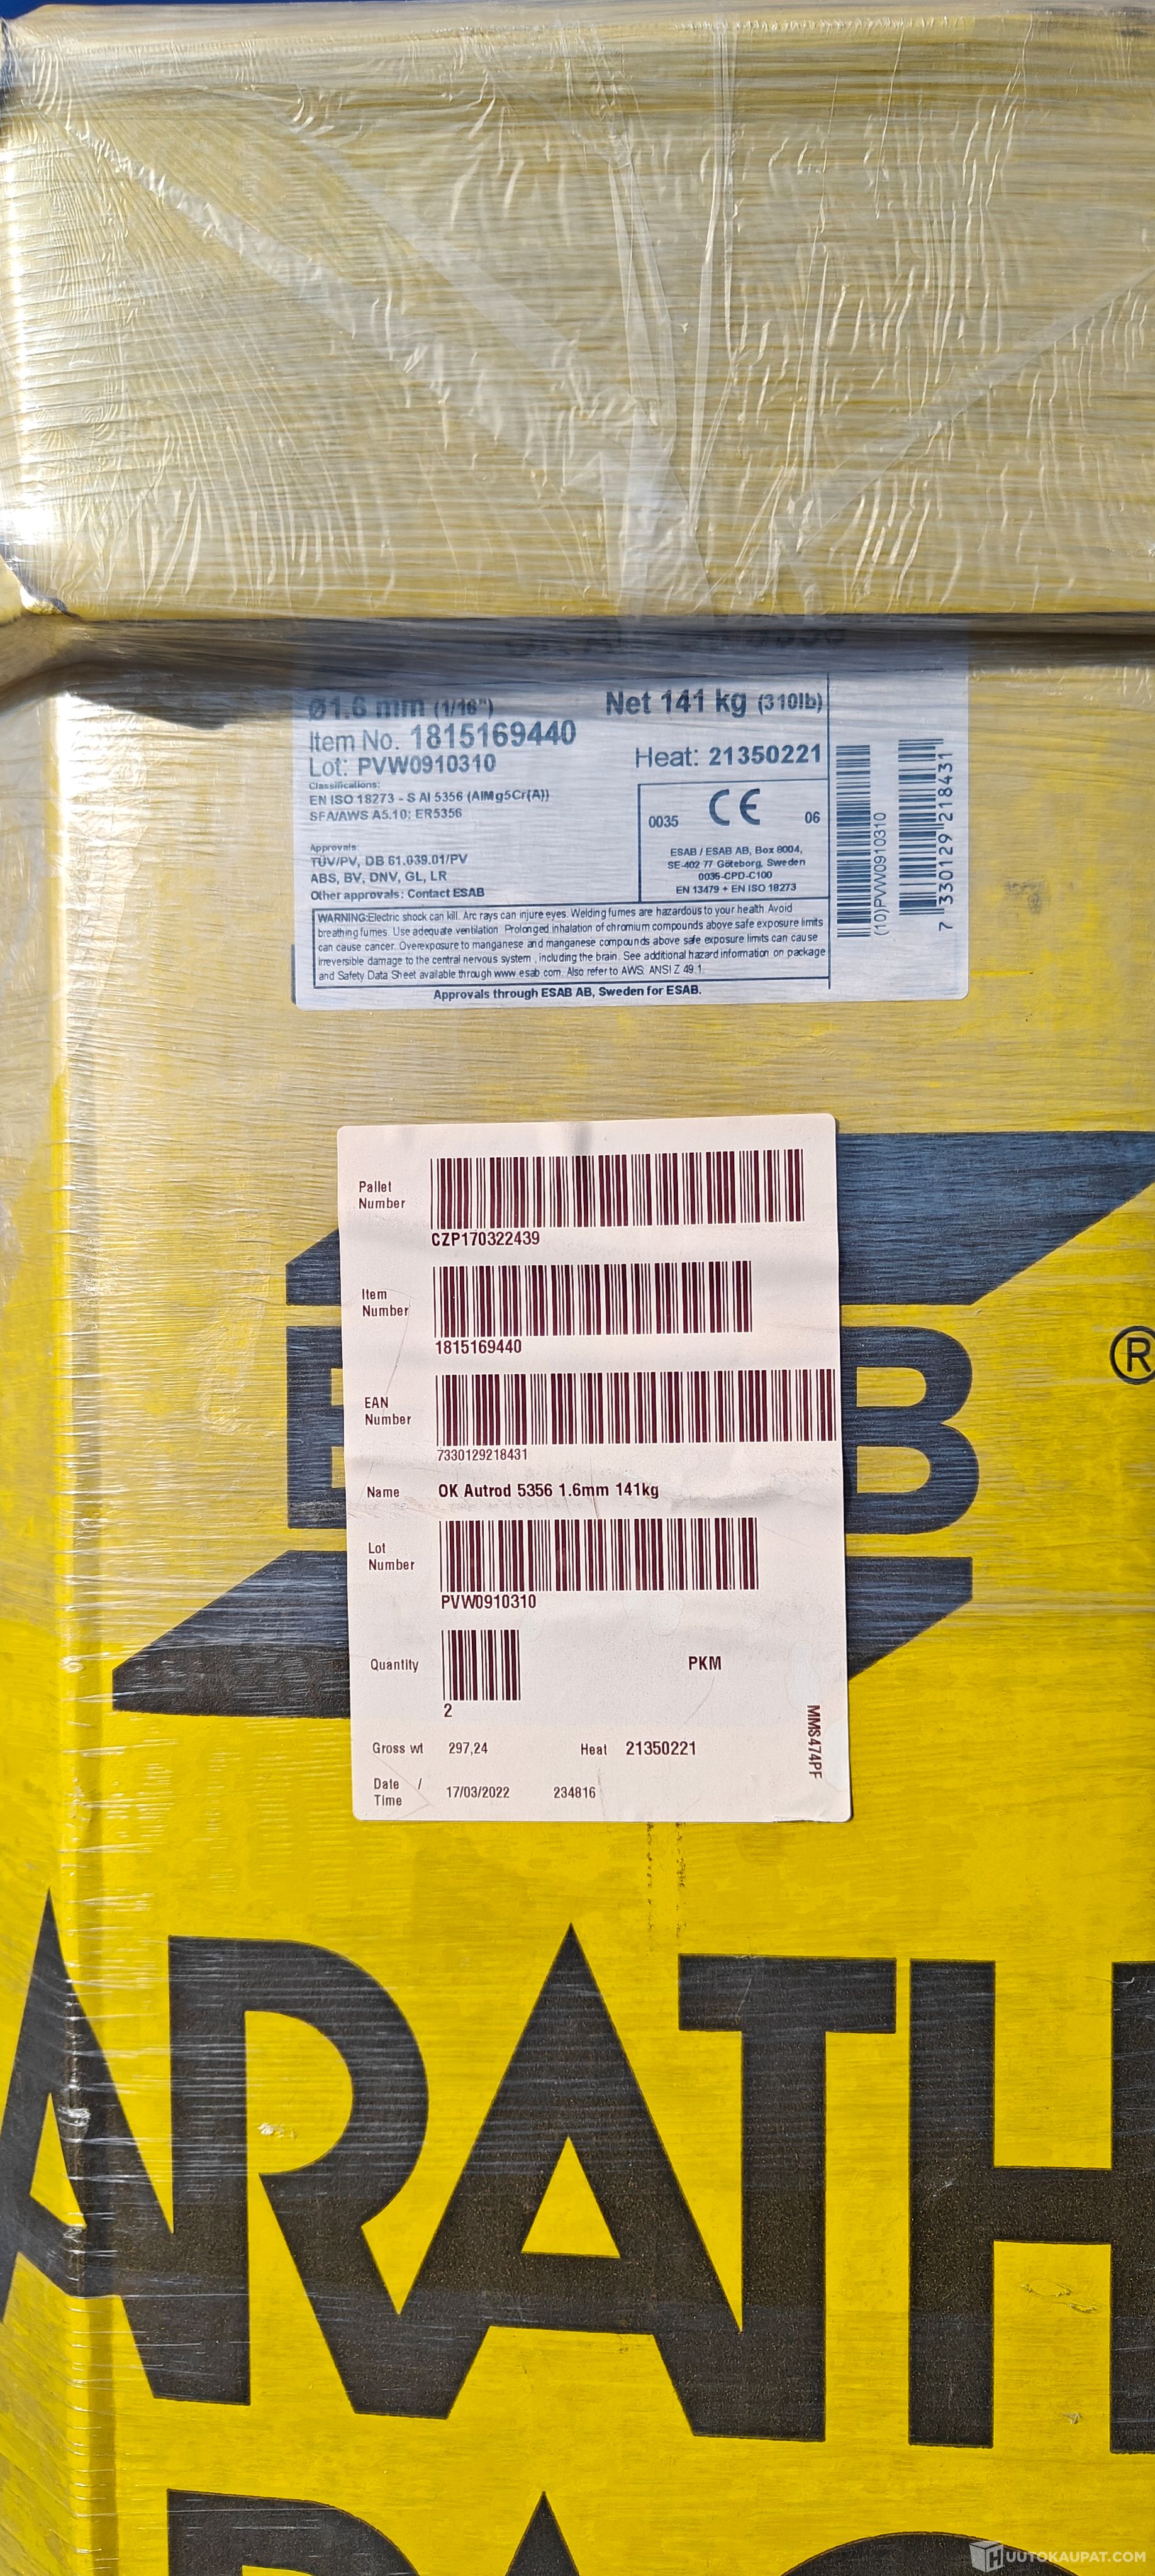 Ø1.6 mm (1/16")
Net 141 kg (310lb)
Item No. 1815169440
Lot: PVW0910310
Heat: 21350221
Classifications:
EN ISO 18273 - S Al 5356 (AlMg5Cr(A))
SFA/AWS A5.10: ER5356
0035 CE 06
Approvals
TÜV/PV, DB 61.039.01/PV
ABS, BV, DNV, GL, LR
Other approvals: Contact ESAB
ESAB / ESAB AB, Box 8004,
SE-402 77 Göteborg, Sweden
0035-CPD-C100
EN 13479 + EN ISO 18273
WARNING:Electric shock can kill. Arc rays can injure eyes. Welding fumes are hazardous to your health. Avoid
breathing fumes. Use adequate ventilation. Prolonged inhalation of chromium compounds above safe exposure limits
can cause cancer. Overexposure to manganese and manganese compounds above safe exposure limits can cause
irreversible damage to the central nervous system , including the brain. See additional hazard information on package
and Safety Data Sheet available through www esab com. Also refer to AWS: ANSI Z 49.1.
Approvals through ESAB AB, Sweden for ESAB.
(10)PVW0910310
7 330129 218431
Pallet
Number
CZP170322439
Item
Number
1815169440
EAN
Number
7330129218431
Name OK Autrod 5356 1.6mm 141kg
Lot
Number
PVW0910310
Quantity
2
PKM
Gross wt 297,24 Heat 21350221
Date /
Time
17/03/2022 234816
MMS474PF
E B ®
ARATH
HUUTOKAUPAT.COM